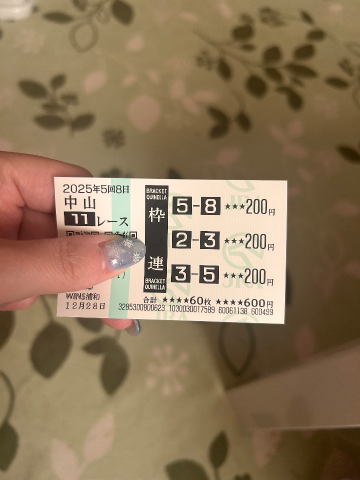 2025年5回8日
中山
11レース
WINS浦和
12月28日
BRACKET QUINELLA
枠連
BRACKET QUINELLA
5-8 ★★★200円
2-3 ★★★200円
3-5 ★★★200円
合計 ★★★★60枚 ★★★★600円
3295300900623 1030030017589 60061136 600499